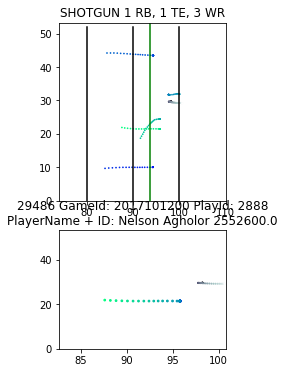 SHOTGUN 1 RB, 1 TE, 3 WR
50
40
30
20
10
0
80 90 100 110
29486 GameId: 2017101200 PlayId: 2888
PlayerName + ID: Nelson Agholor 2552600.0
40
20
0
85 90 95 100